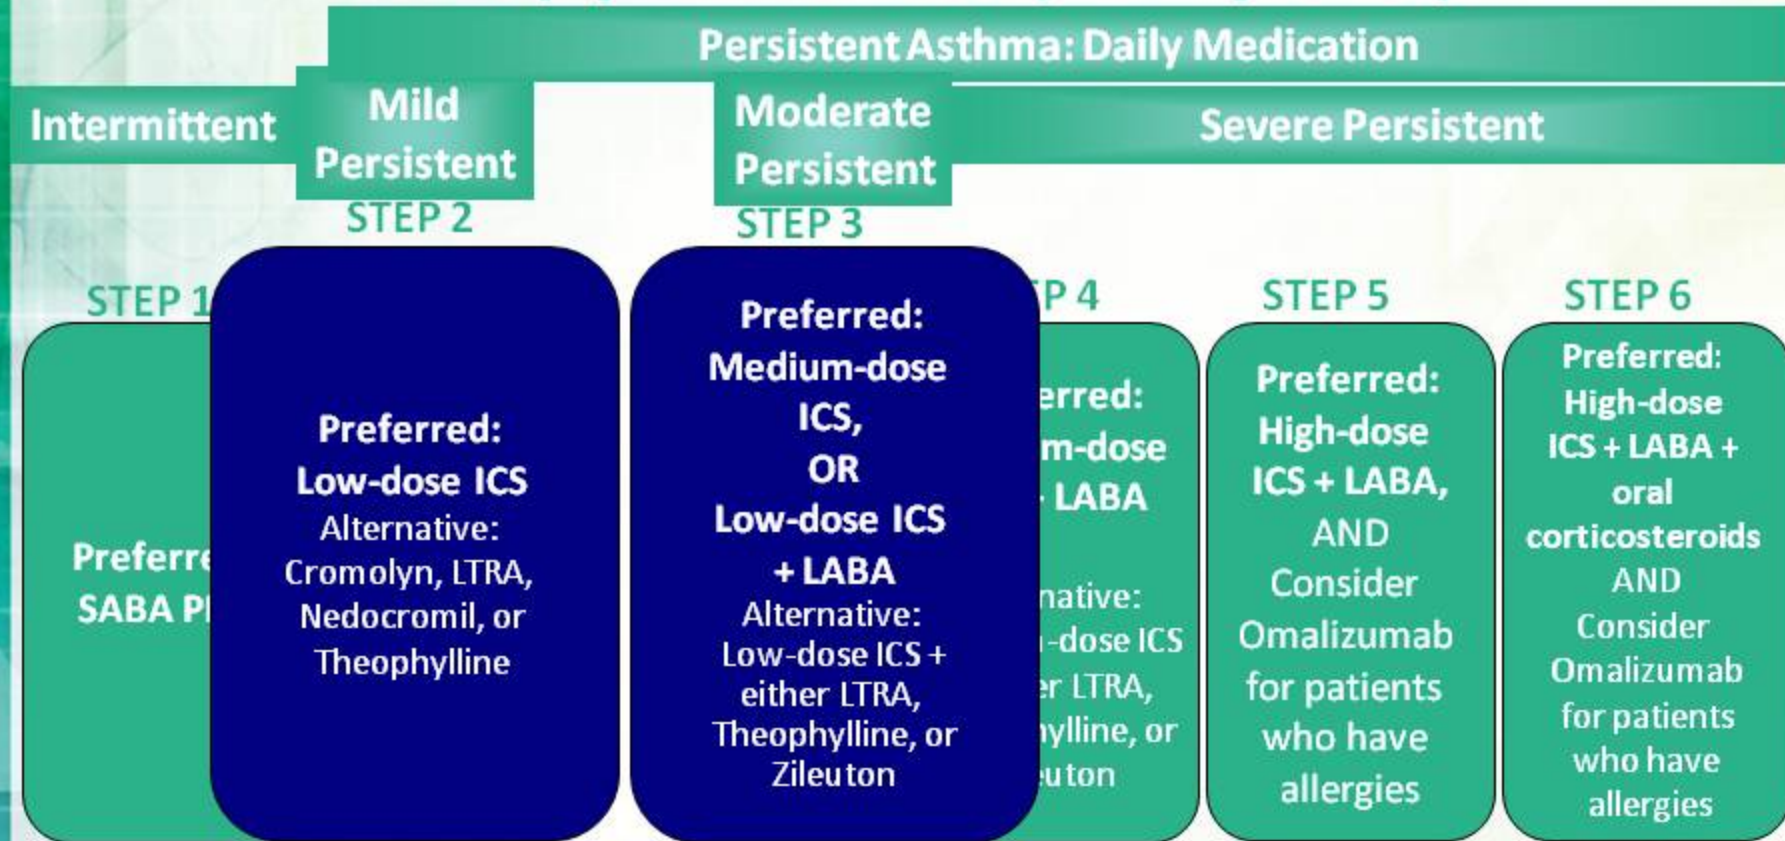 Persistent Asthma: Daily Medication
Intermittent
Mild
Persistent
Moderate
Persistent
Severe Persistent
STEP 1
Preferre
SABA P
STEP 2
Preferred:
Low-dose ICS
Alternative:
Cromolyn, LTRA,
Nedocromil, or
Theophylline
STEP 3
Preferred:
Medium-dose
ICS,
OR
Low-dose ICS
+ LABA
Alternative:
Low-dose ICS +
either LTRA,
Theophylline, or
Zileuton
P 4
erred:
m-dose
LABA
native:
-dose ICS
er LTRA,
ylline, or
euton
STEP 5
Preferred:
High-dose
ICS + LABA,
AND
Consider
Omalizumab
for patients
who have
allergies
STEP 6
Preferred:
High-dose
ICS + LABA +
oral
corticosteroids
AND
Consider
Omalizumab
for patients
who have
allergies